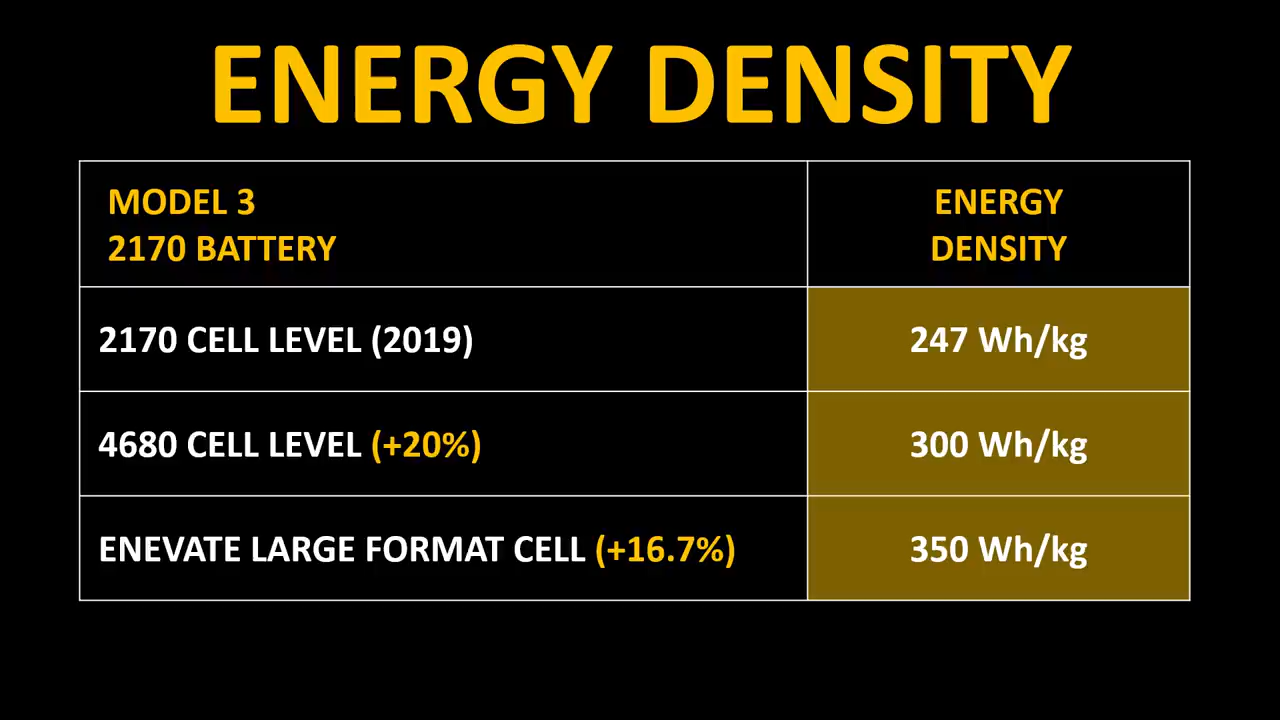 ENERGY DENSITY
MODEL 3
2170 BATTERY
ENERGY
DENSITY
2170 CELL LEVEL (2019)
247 Wh/kg
4680 CELL LEVEL (+20%)
300 Wh/kg
ENEVATE LARGE FORMAT CELL (+16.7%)
350 Wh/kg